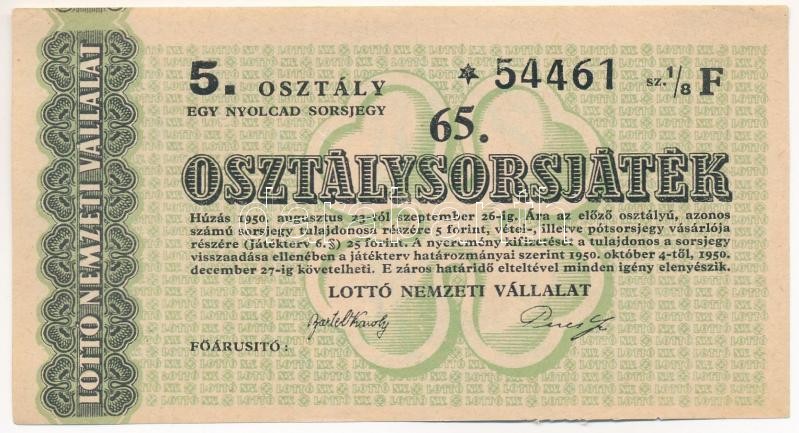 LOTTÓ NEMZETI VÁLLALAT
5. OSZTÁLY
* 54461 sz. 1/8 F
EGY NYOLCAD SORSJEGY
65.
OSZTÁLYSORSJÁTÉK
Húzás 1950. augusztus 23-tól szeptember 26-ig. Ára az előző osztályú, azonos
számú sorsjegy tulajdonosa részére 5 forint, vétel-, illetve pótsorsjegy vásárlója
részére (Játékterv 6. §) 25 forint. A nyeremény kifizetését a tulajdonos a sorsjegy
visszaadása ellenében a játékterv határozmányai szerint 1950. október 4-től, 1950.
december 27-ig követelheti. E záros határidő elteltével minden igény elenyészik.
LOTTÓ NEMZETI VÁLLALAT
Bartel Károly
FŐÁRUSITÓ: